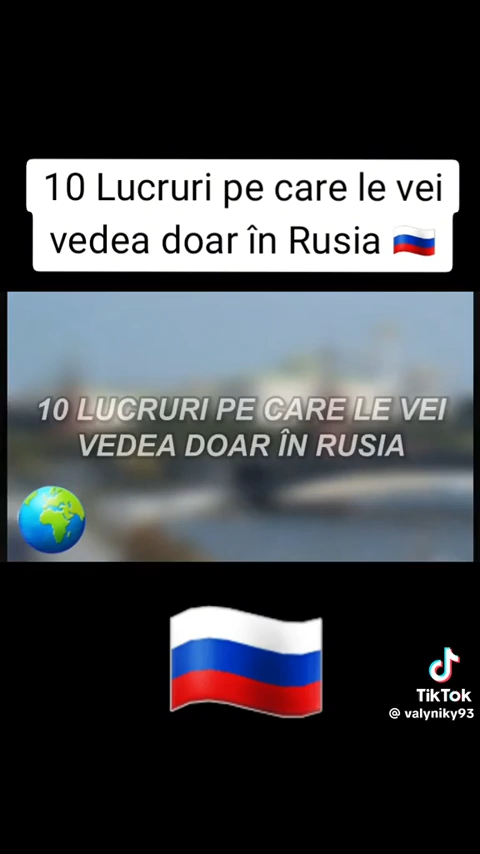 10 Lucruri pe care le vei
vedea doar în Rusia 🇷🇺
10 LUCRURI PE CARE LE VEI
VEDEA DOAR ÎN RUSIA
TikTok
@ valyniky93